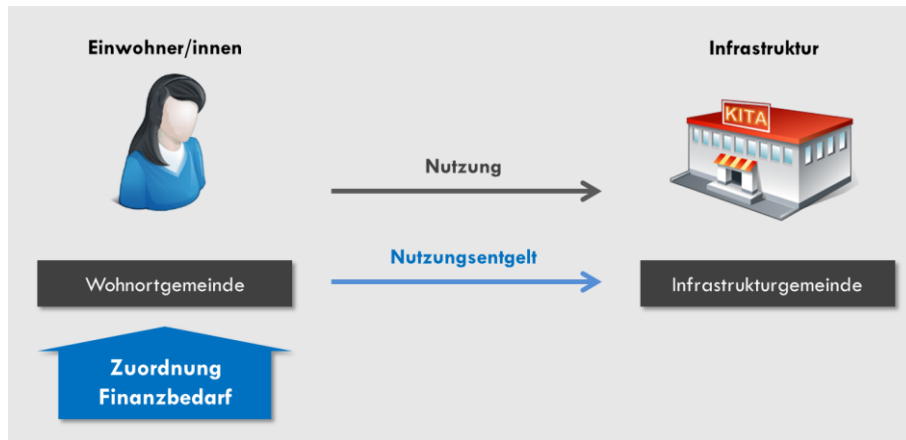 Einwohner/innen
Infrastruktur
KITA
Nutzung
Nutzungsentgelt
Wohnortgemeinde
Infrastrukturgemeinde
Zuordnung
Finanzbedarf